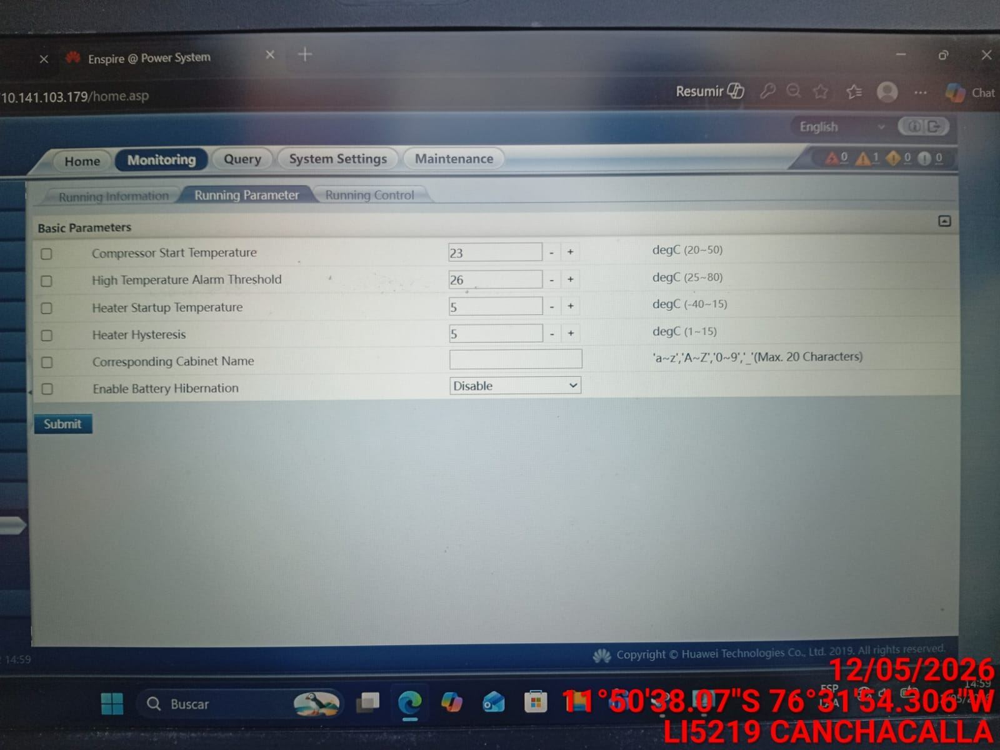 Enspire @ Power System
10.141.103.179/home.asp
Resumir
Chat
English
Home Monitoring Query System Settings Maintenance
0 1 0 0
Running Information Running Parameter Running Control
Basic Parameters
Compressor Start Temperature 23 - + degC (20~50)
High Temperature Alarm Threshold 26 - + degC (25~80)
Heater Startup Temperature 5 - + degC (-40~15)
Heater Hysteresis 5 - + degC (1~15)
Corresponding Cabinet Name 'a~z','A~Z','0~9','_'(Max. 20 Characters)
Enable Battery Hibernation Disable
Submit
14:59
Copyright © Huawei Technologies Co., Ltd. 2019. All rights reserved.
12/05/2026
Buscar
ESP
14:59
11°50'38.07"S 76°31'54.306"W
LI5219 CANCHACALLA